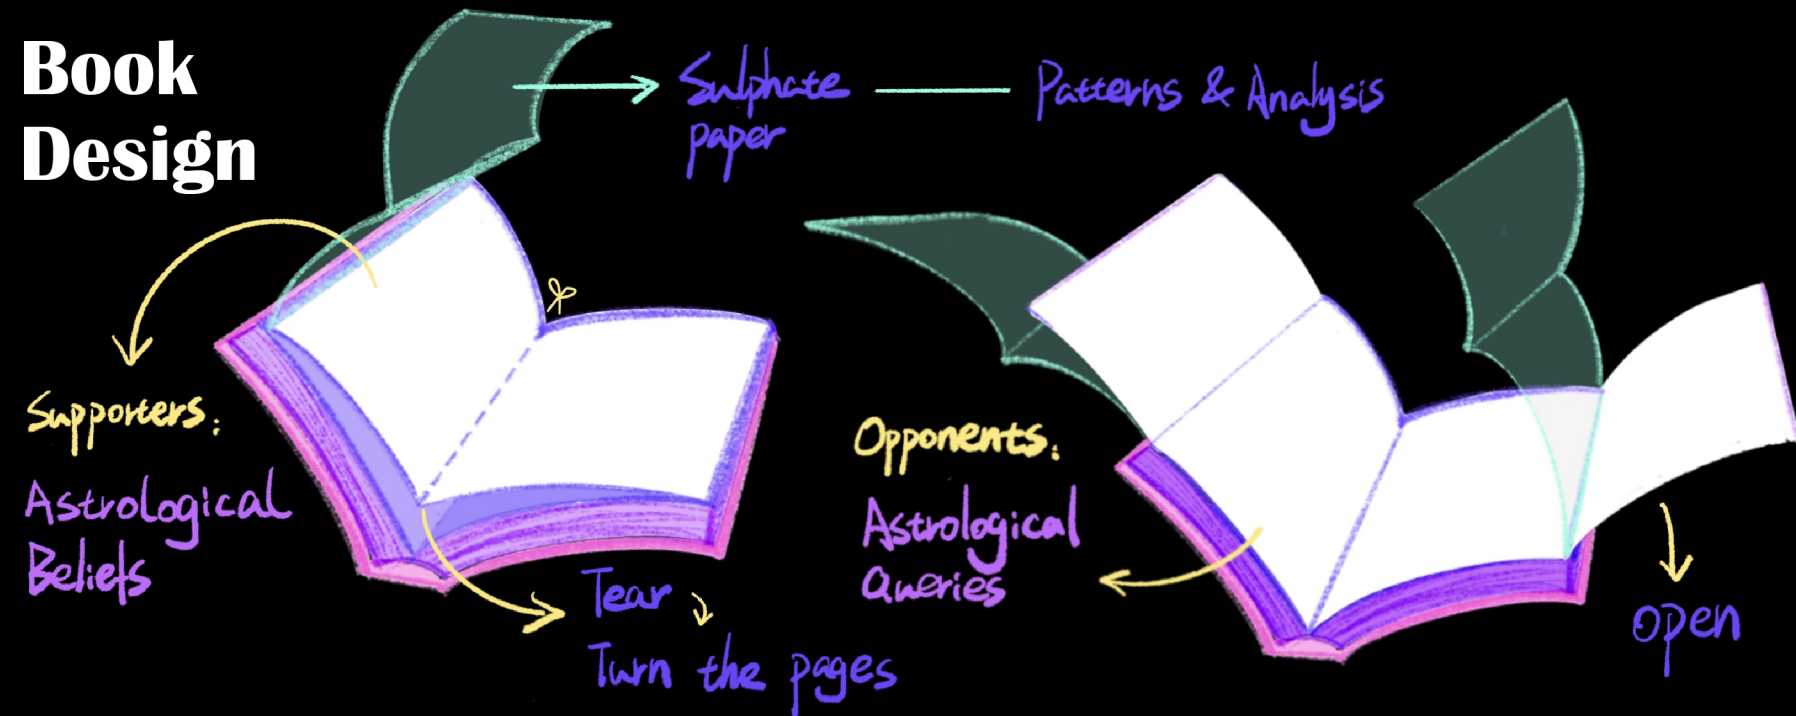 Book
Design
Sulphate
paper
Patterns & Analysis
Supporters:
Astrological
Beliefs
Tear
Turn the pages
Opponents:
Astrological
Queries
open